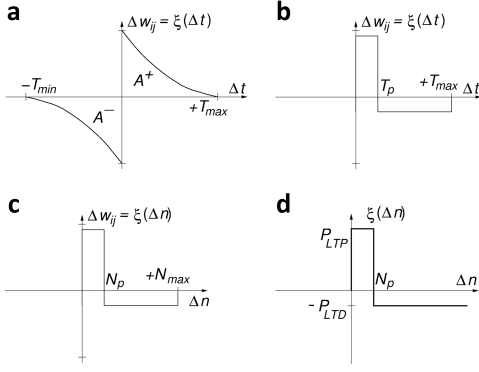 a
Δw_ij = ξ(Δt)
A⁺
−T_min
A⁻
+T_max
Δt
b
Δw_ij = ξ(Δt)
T_p
+T_max
Δt
c
Δw_ij = ξ(Δn)
N_p
+N_max
Δn
d
ξ(Δn)
P_LTP
N_p
Δn
- P_LTD